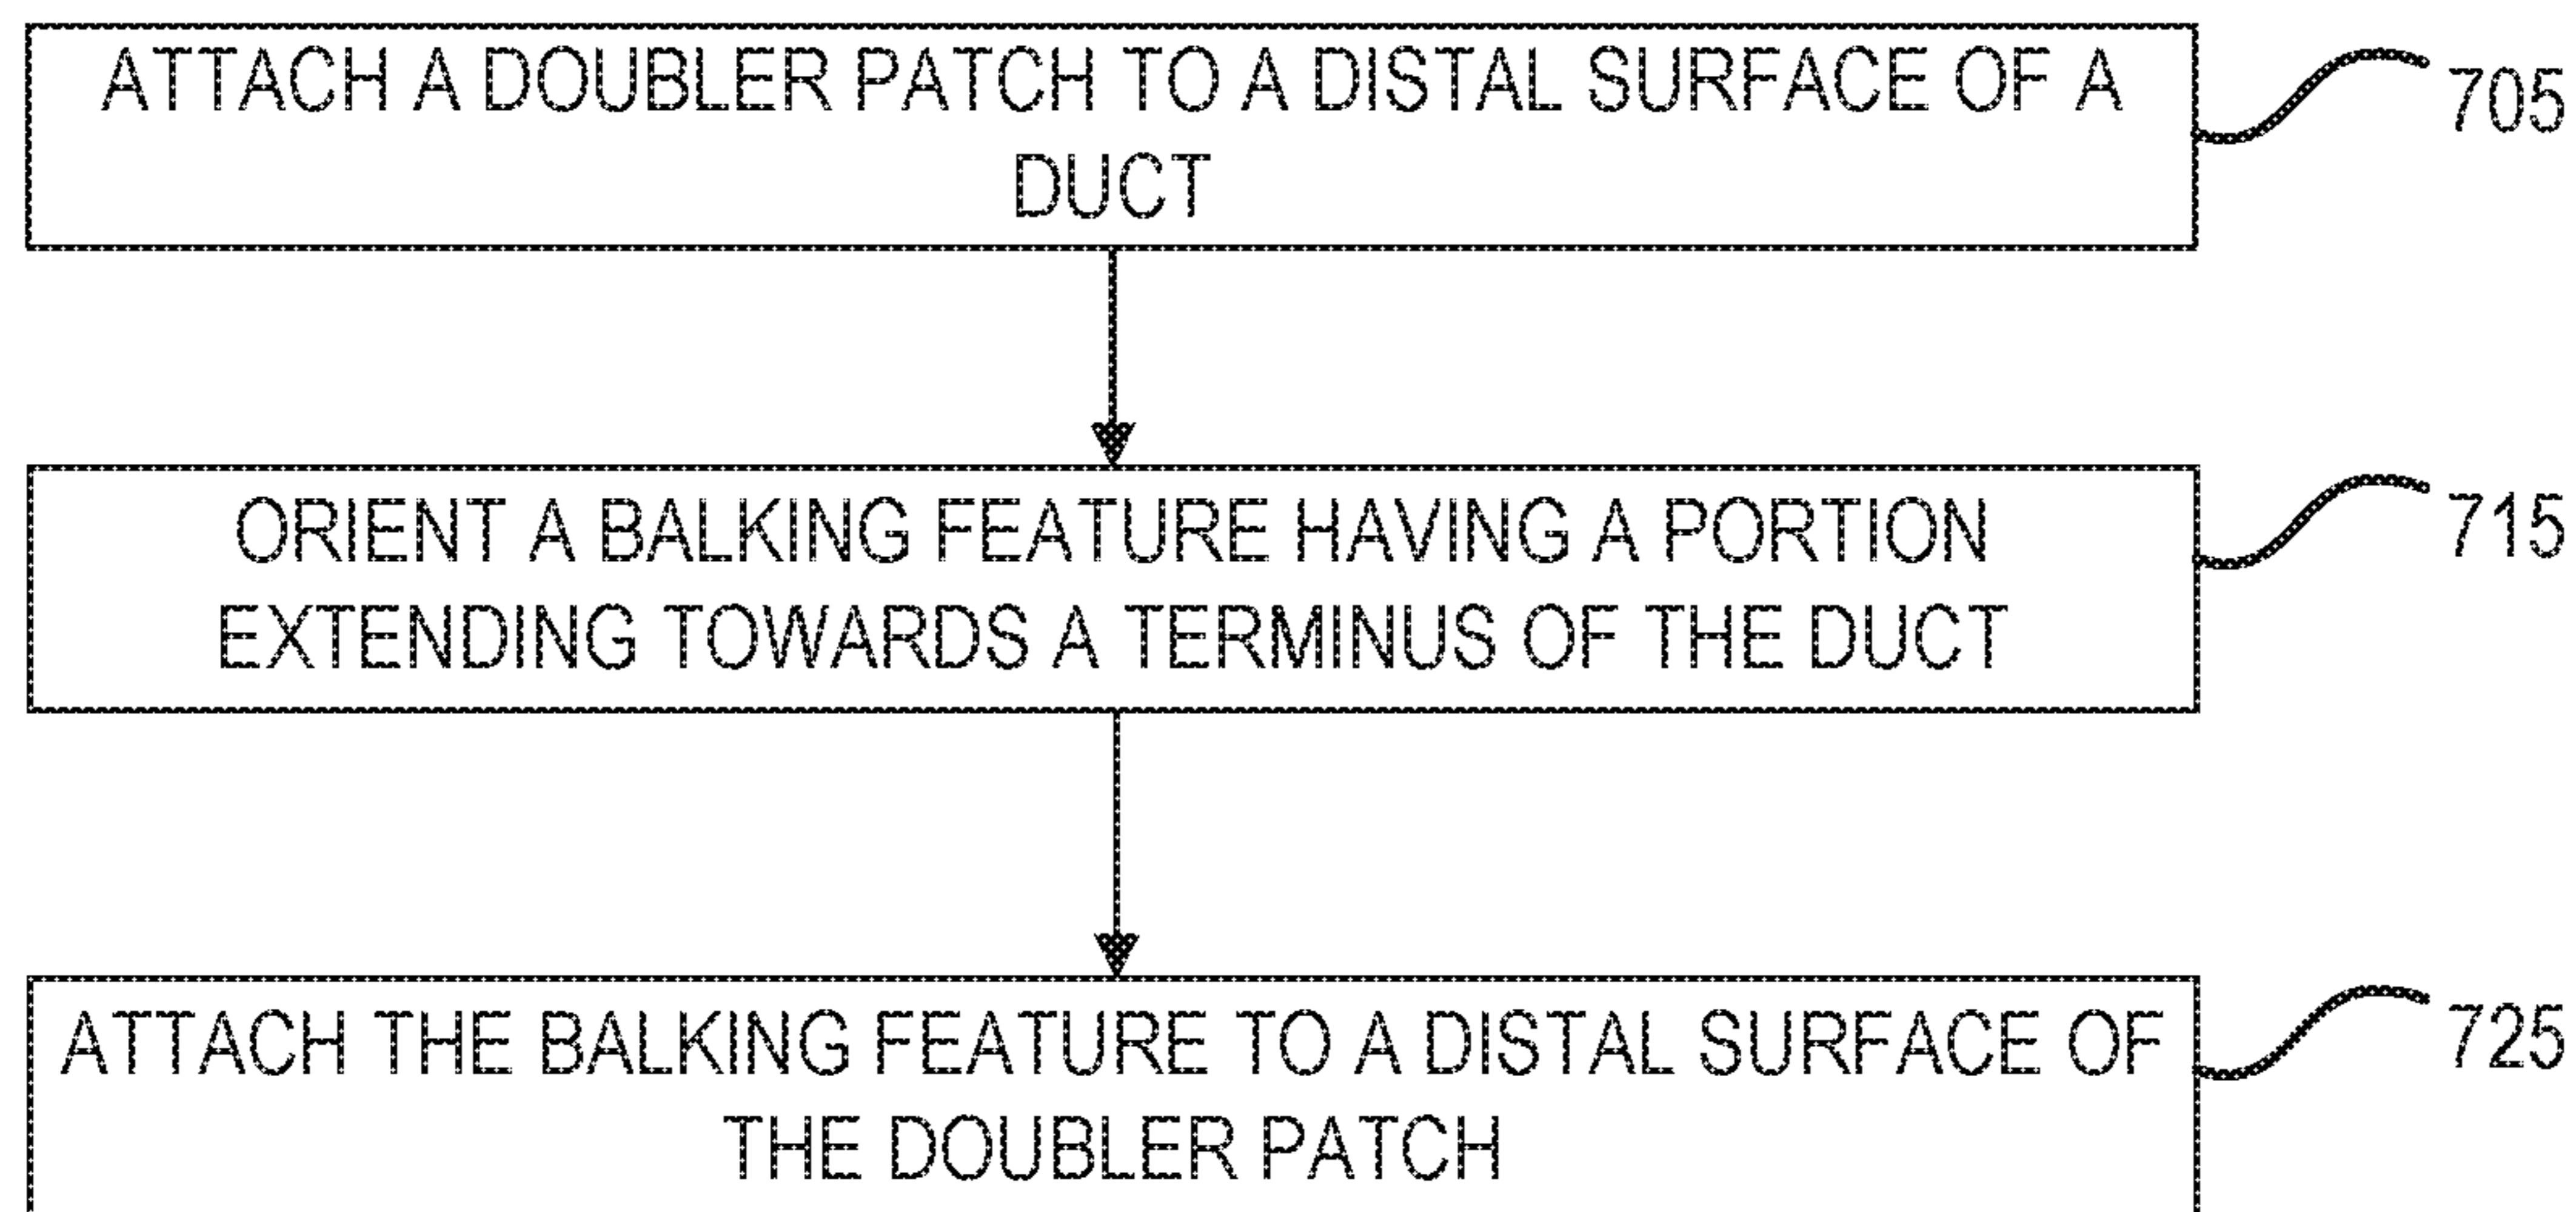 ATTACH A DOUBLER PATCH TO A DISTAL SURFACE OF A
DUCT
705
ORIENT A BALKING FEATURE HAVING A PORTION
EXTENDING TOWARDS A TERMINUS OF THE DUCT
715
ATTACH THE BALKING FEATURE TO A DISTAL SURFACE OF
THE DOUBLER PATCH
725